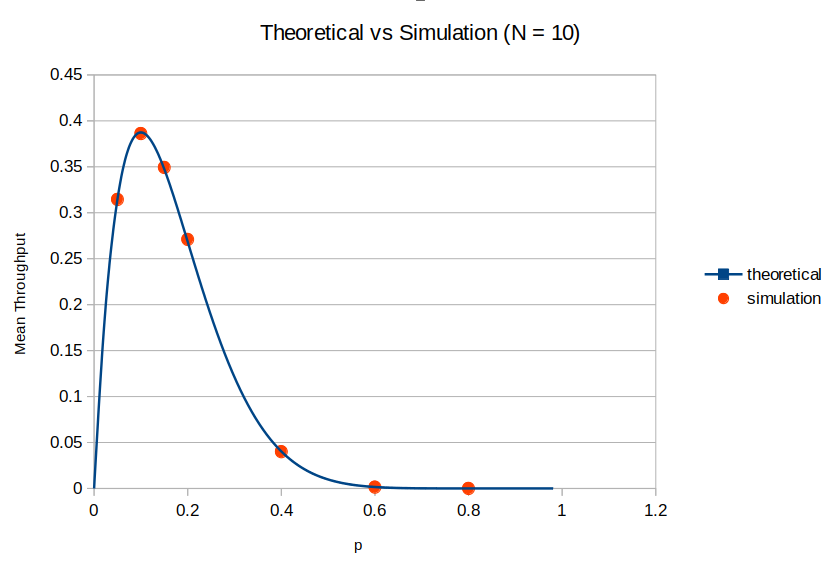 Theoretical vs Simulation (N = 10)
0.45
0.4
0.35
0.3
0.25
0.2
0.15
0.1
0.05
0
Mean Throughput
0 0.2 0.4 0.6 0.8 1 1.2
p
theoretical
simulation